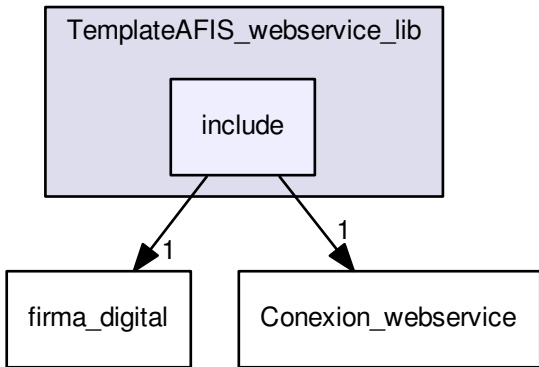 TemplateAFIS_webservice_lib
include
1
1
firma_digital
Conexion_webservice